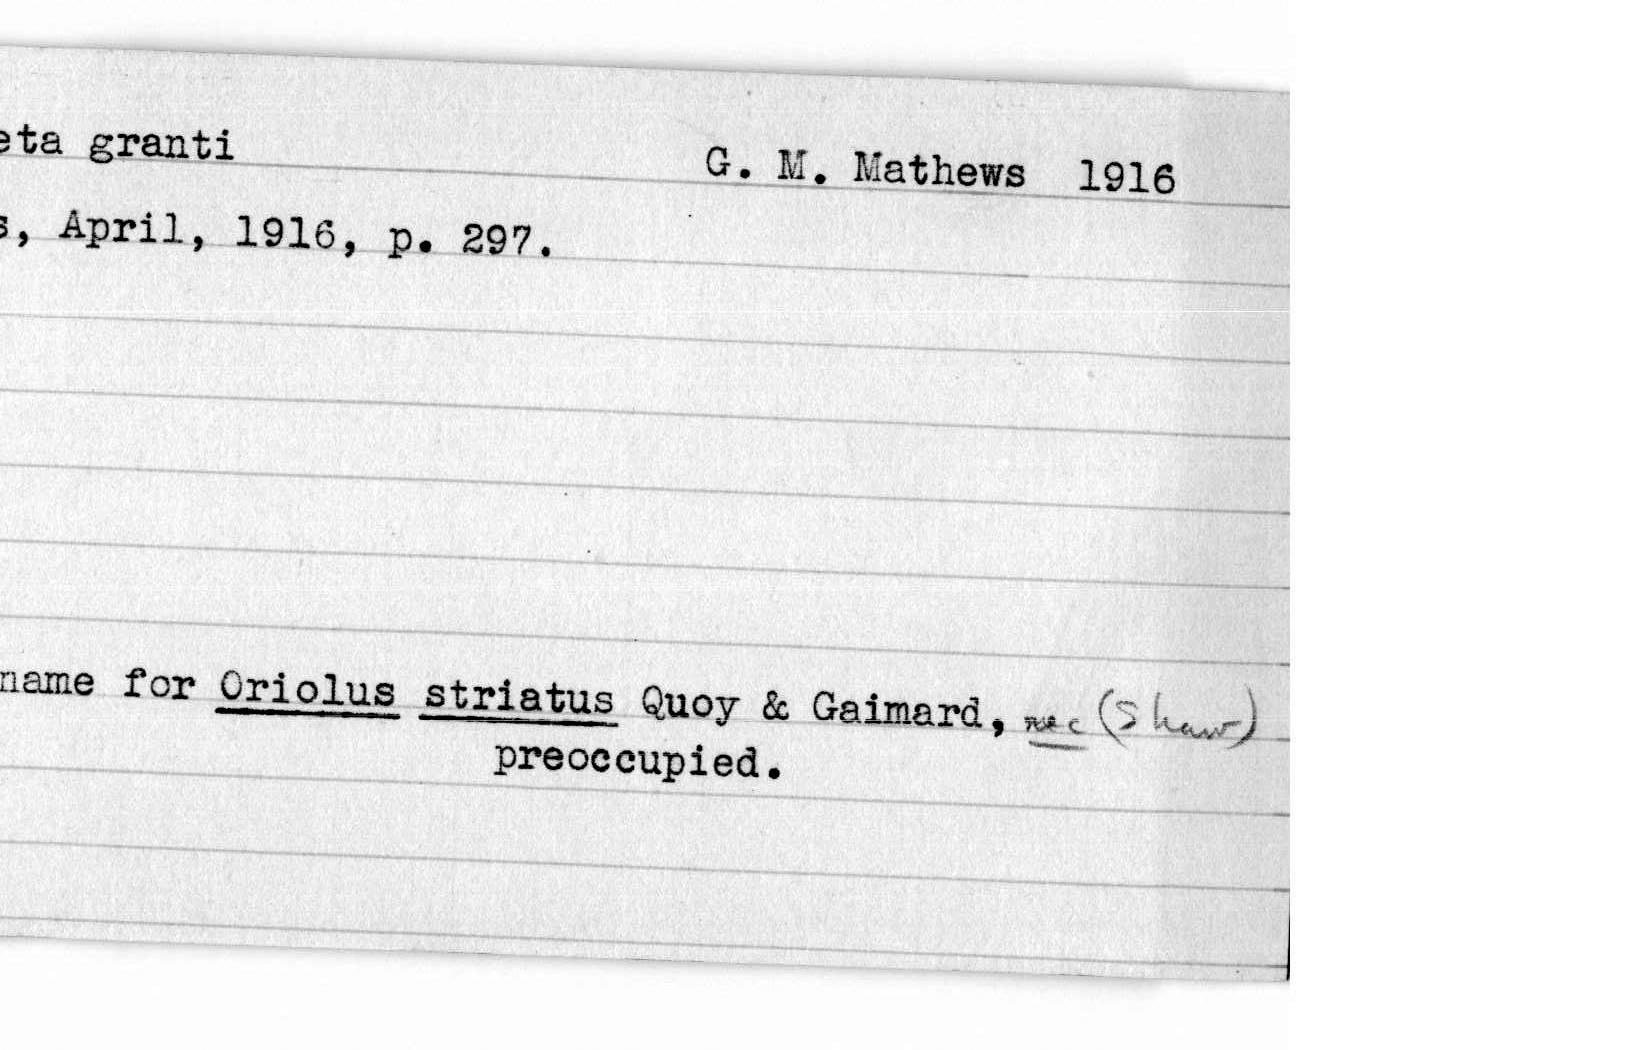 eta granti
G. M. Mathews 1916
s, April, 1916, p. 297.
name for Oriolus striatus Quoy & Gaimard, nec (Shaw)
preoccupied.